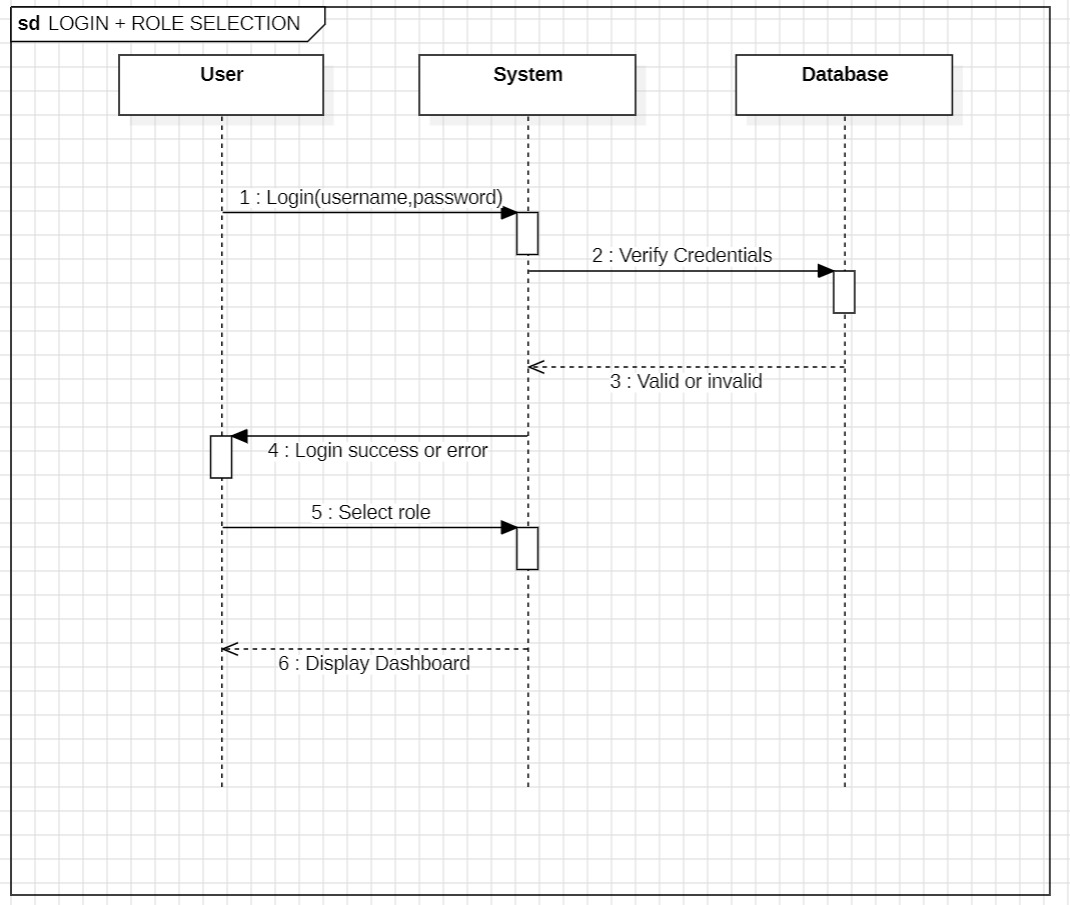 sd LOGIN + ROLE SELECTION
User
System
Database
1 : Login(username,password)
2 : Verify Credentials
3 : Valid or invalid
4 : Login success or error
5 : Select role
6 : Display Dashboard